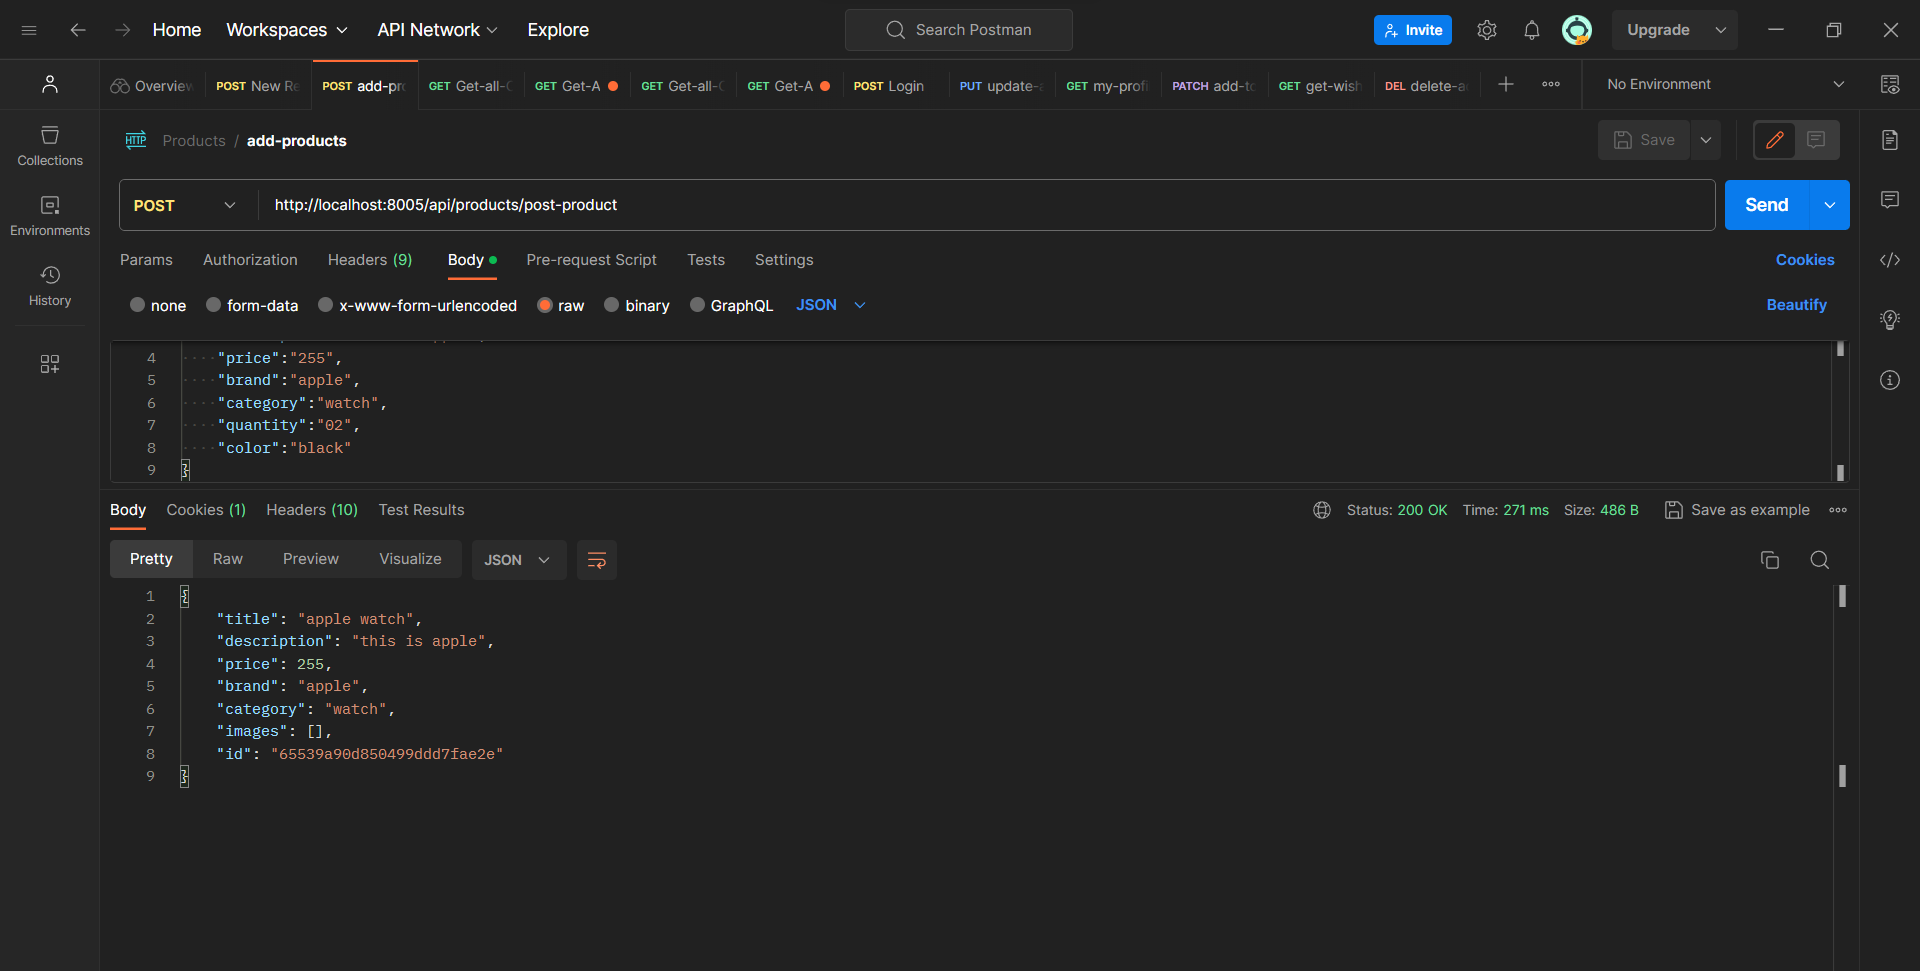 Home Workspaces API Network Explore Search Postman Invite Upgrade
Overview POST New Re POST add-pro GET Get-all-C GET Get-A GET Get-all-C GET Get-A POST Login PUT update-a GET my-profi PATCH add-to GET get-wish DEL delete-a No Environment
Collections
Environments
History
HTTP Products / add-products Save
POST http://localhost:8005/api/products/post-product Send
Params Authorization Headers (9) Body Pre-request Script Tests Settings Cookies
none form-data x-www-form-urlencoded raw binary GraphQL JSON Beautify
4 "price":"255",
5 "brand":"apple",
6 "category":"watch",
7 "quantity":"02",
8 "color":"black"
9 }
Body Cookies (1) Headers (10) Test Results Status: 200 OK Time: 271 ms Size: 486 B Save as example
Pretty Raw Preview Visualize JSON
1 {
2 "title": "apple watch",
3 "description": "this is apple",
4 "price": 255,
5 "brand": "apple",
6 "category": "watch",
7 "images": [],
8 "id": "65539a90d850499ddd7fae2e"
9 }